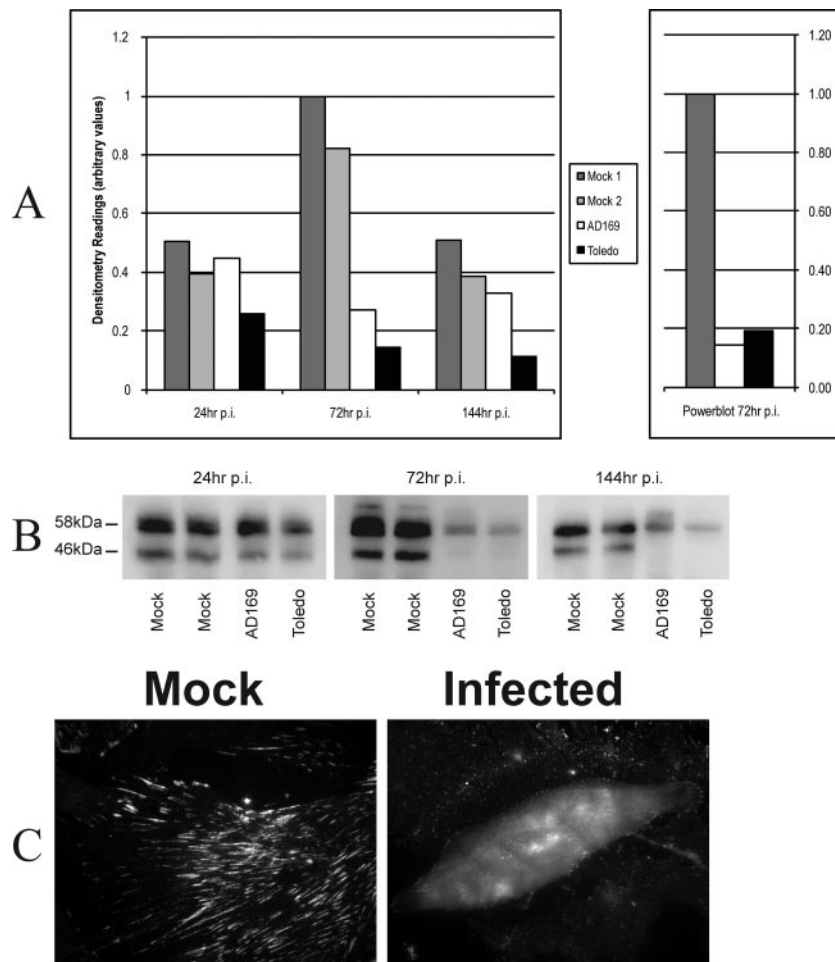 A
Densitometry Readings (arbitrary values)
1.2
1
0.8
0.6
0.4
0.2
0
24hr p.i.
72hr p.i.
144hr p.i.
Mock 1
Mock 2
AD169
Toledo
1.20
1.00
0.80
0.60
0.40
0.20
0.00
Powerblot 72hr p.i.
B
24hr p.i.
72hr p.i.
144hr p.i.
58kDa
46kDa
Mock
Mock
AD169
Toledo
Mock
Mock
AD169
Toledo
Mock
Mock
AD169
Toledo
C
Mock
Infected